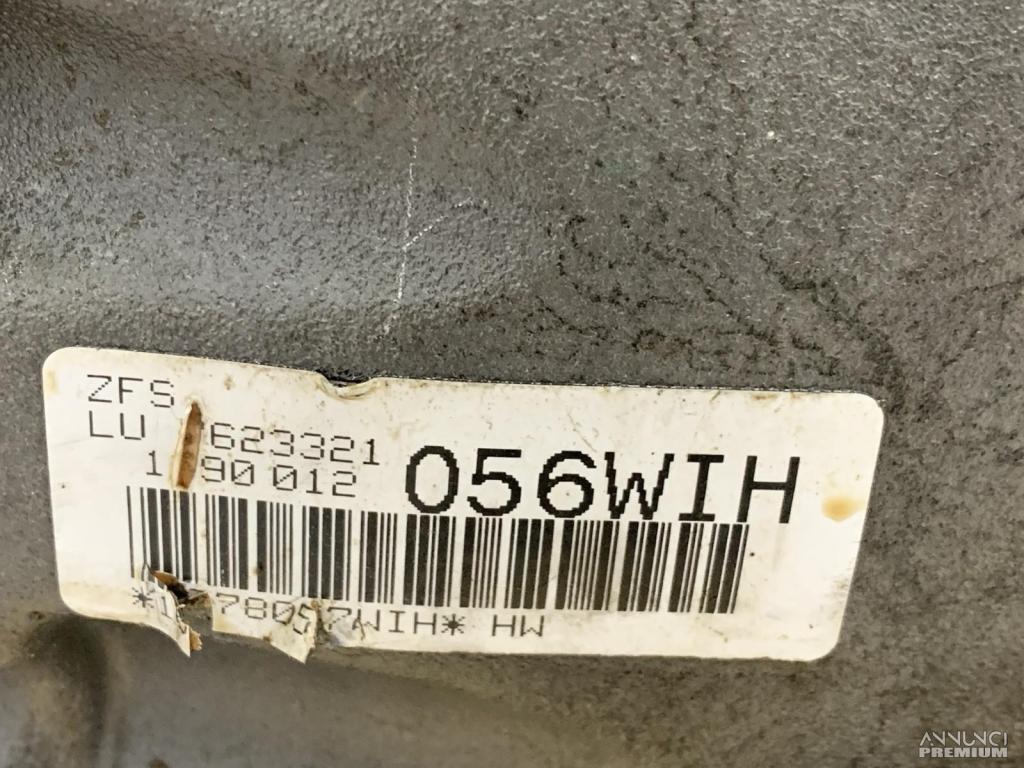 ZFS
LU 623321
1 90 012
056WIH
HW
ANNUNCI
PREMIUM